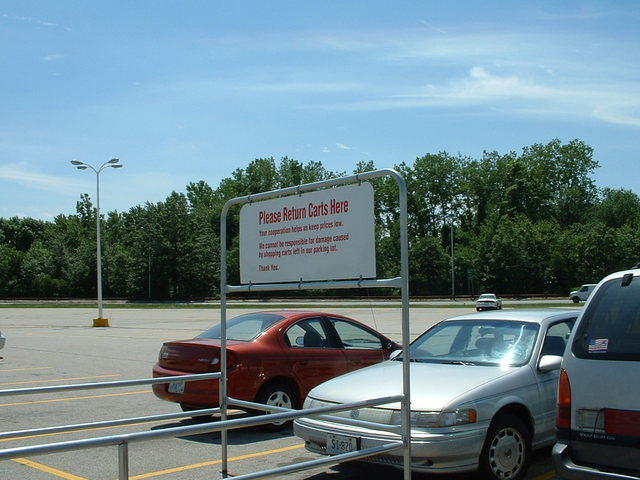 Please Return Carts Here
Your cooperation helps us keep prices low.
We cannot be responsible for damage caused
by shopping carts left in our parking lot.
Thank You.